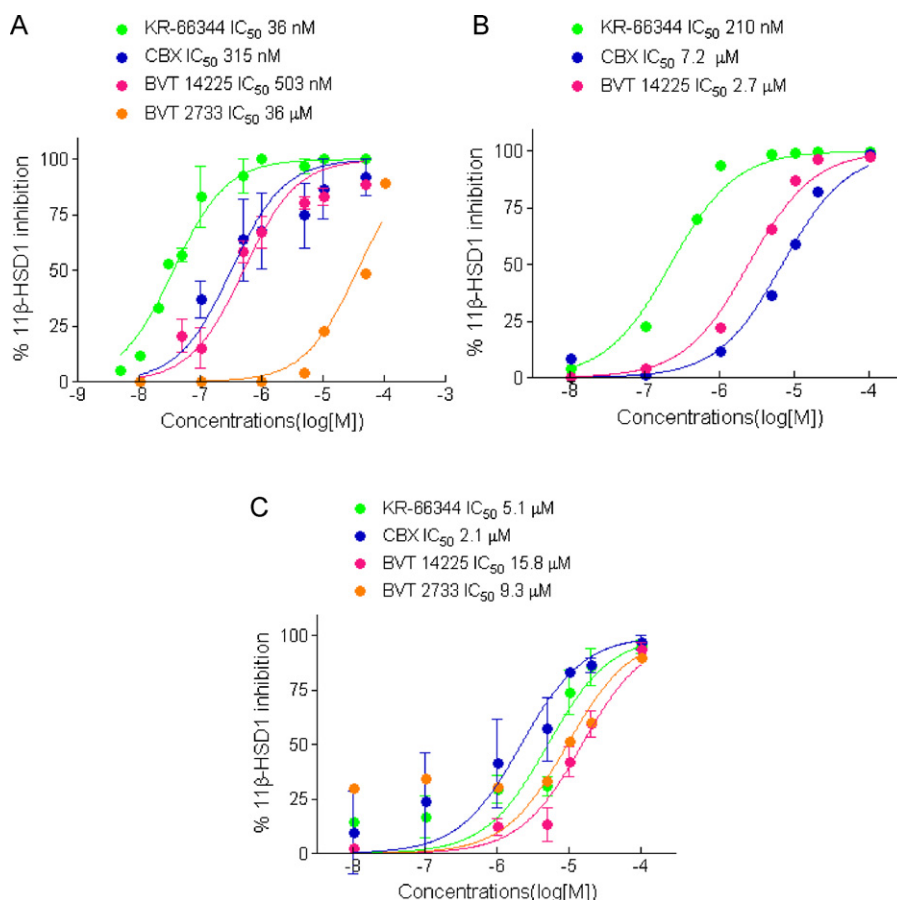 A
KR-66344 IC50 36 nM
CBX IC50 315 nM
BVT 14225 IC50 503 nM
BVT 2733 IC50 36 μM
% 11β-HSD1 inhibition
100
75
50
25
0
-9 -8 -7 -6 -5 -4 -3
Concentrations(log[M])
B
KR-66344 IC50 210 nM
CBX IC50 7.2 μM
BVT 14225 IC50 2.7 μM
% 11β-HSD1 inhibition
100
75
50
25
0
-8 -7 -6 -5 -4
Concentrations(log[M])
C
KR-66344 IC50 5.1 μM
CBX IC50 2.1 μM
BVT 14225 IC50 15.8 μM
BVT 2733 IC50 9.3 μM
% 11β-HSD1 inhibition
100
75
50
25
0
-8 -7 -6 -5 -4
Concentrations(log[M])